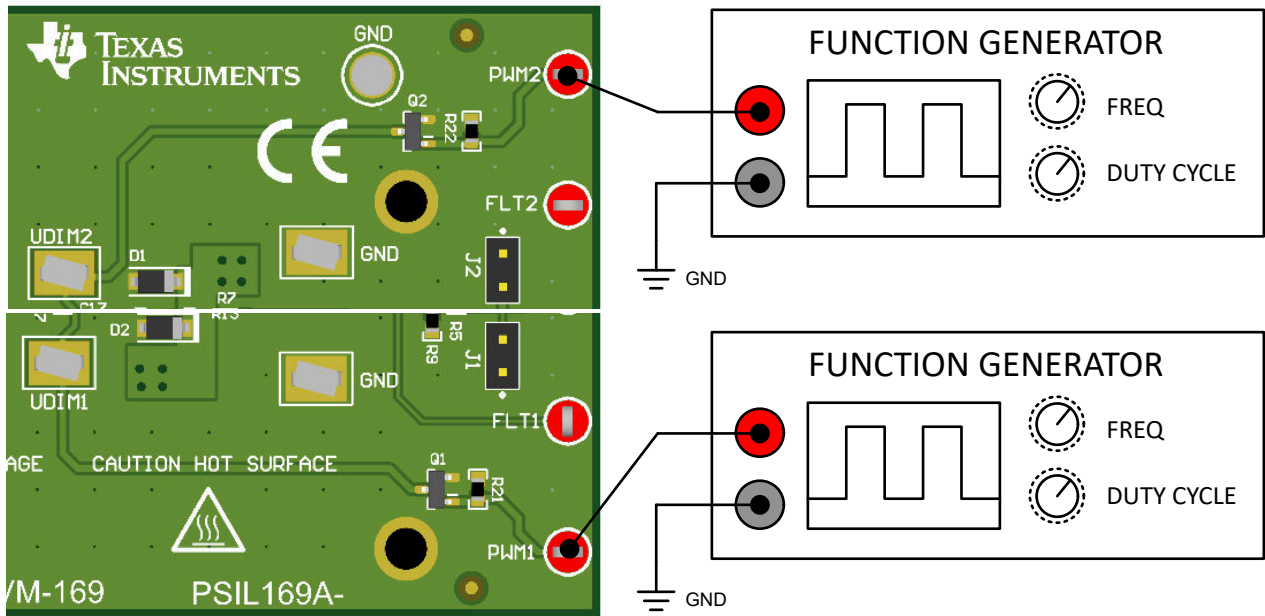 TEXAS
INSTRUMENTS
GND
PWM2
Q2
R22
FLT2
UDIM2
D1
GND
J2
R7
FUNCTION GENERATOR
FREQ
DUTY CYCLE
GND
R13
D2
R5
R9
J1
GND
UDIM1
FLT1
AGE CAUTION HOT SURFACE
Q1
R21
PWM1
VM-169 PSIL169A-
FUNCTION GENERATOR
FREQ
DUTY CYCLE
GND